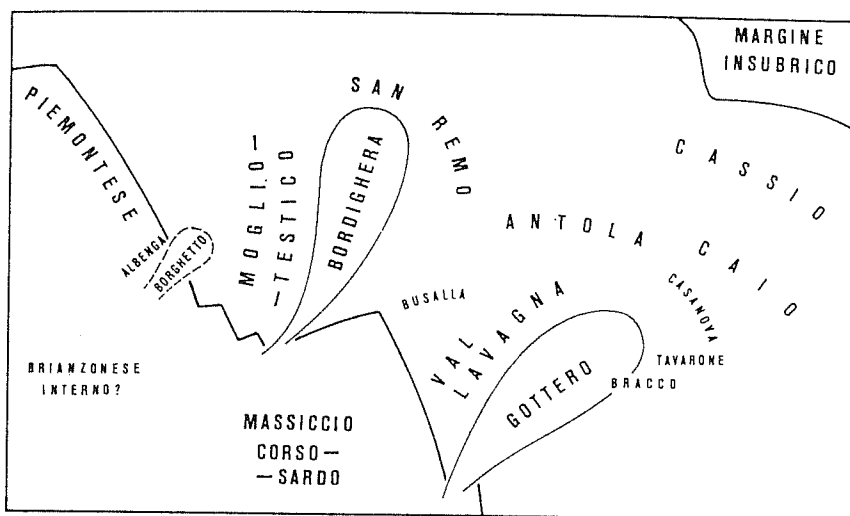 MARGINE
INSUBRICO
PIEMONTESE
SAN REMO
CASSIO
MOGLIO-
-TESTICO
BORDIGHERA
ANTOLA
CAIO
ALBENGA
BORGHETTO
BUSALLA
CASANOVA
VAL
LAVAGNA
GOTTERO
TAVARONE
BRACCO
BRIANZONESE
INTERNO?
MASSICCIO
CORSO-
-SARDO